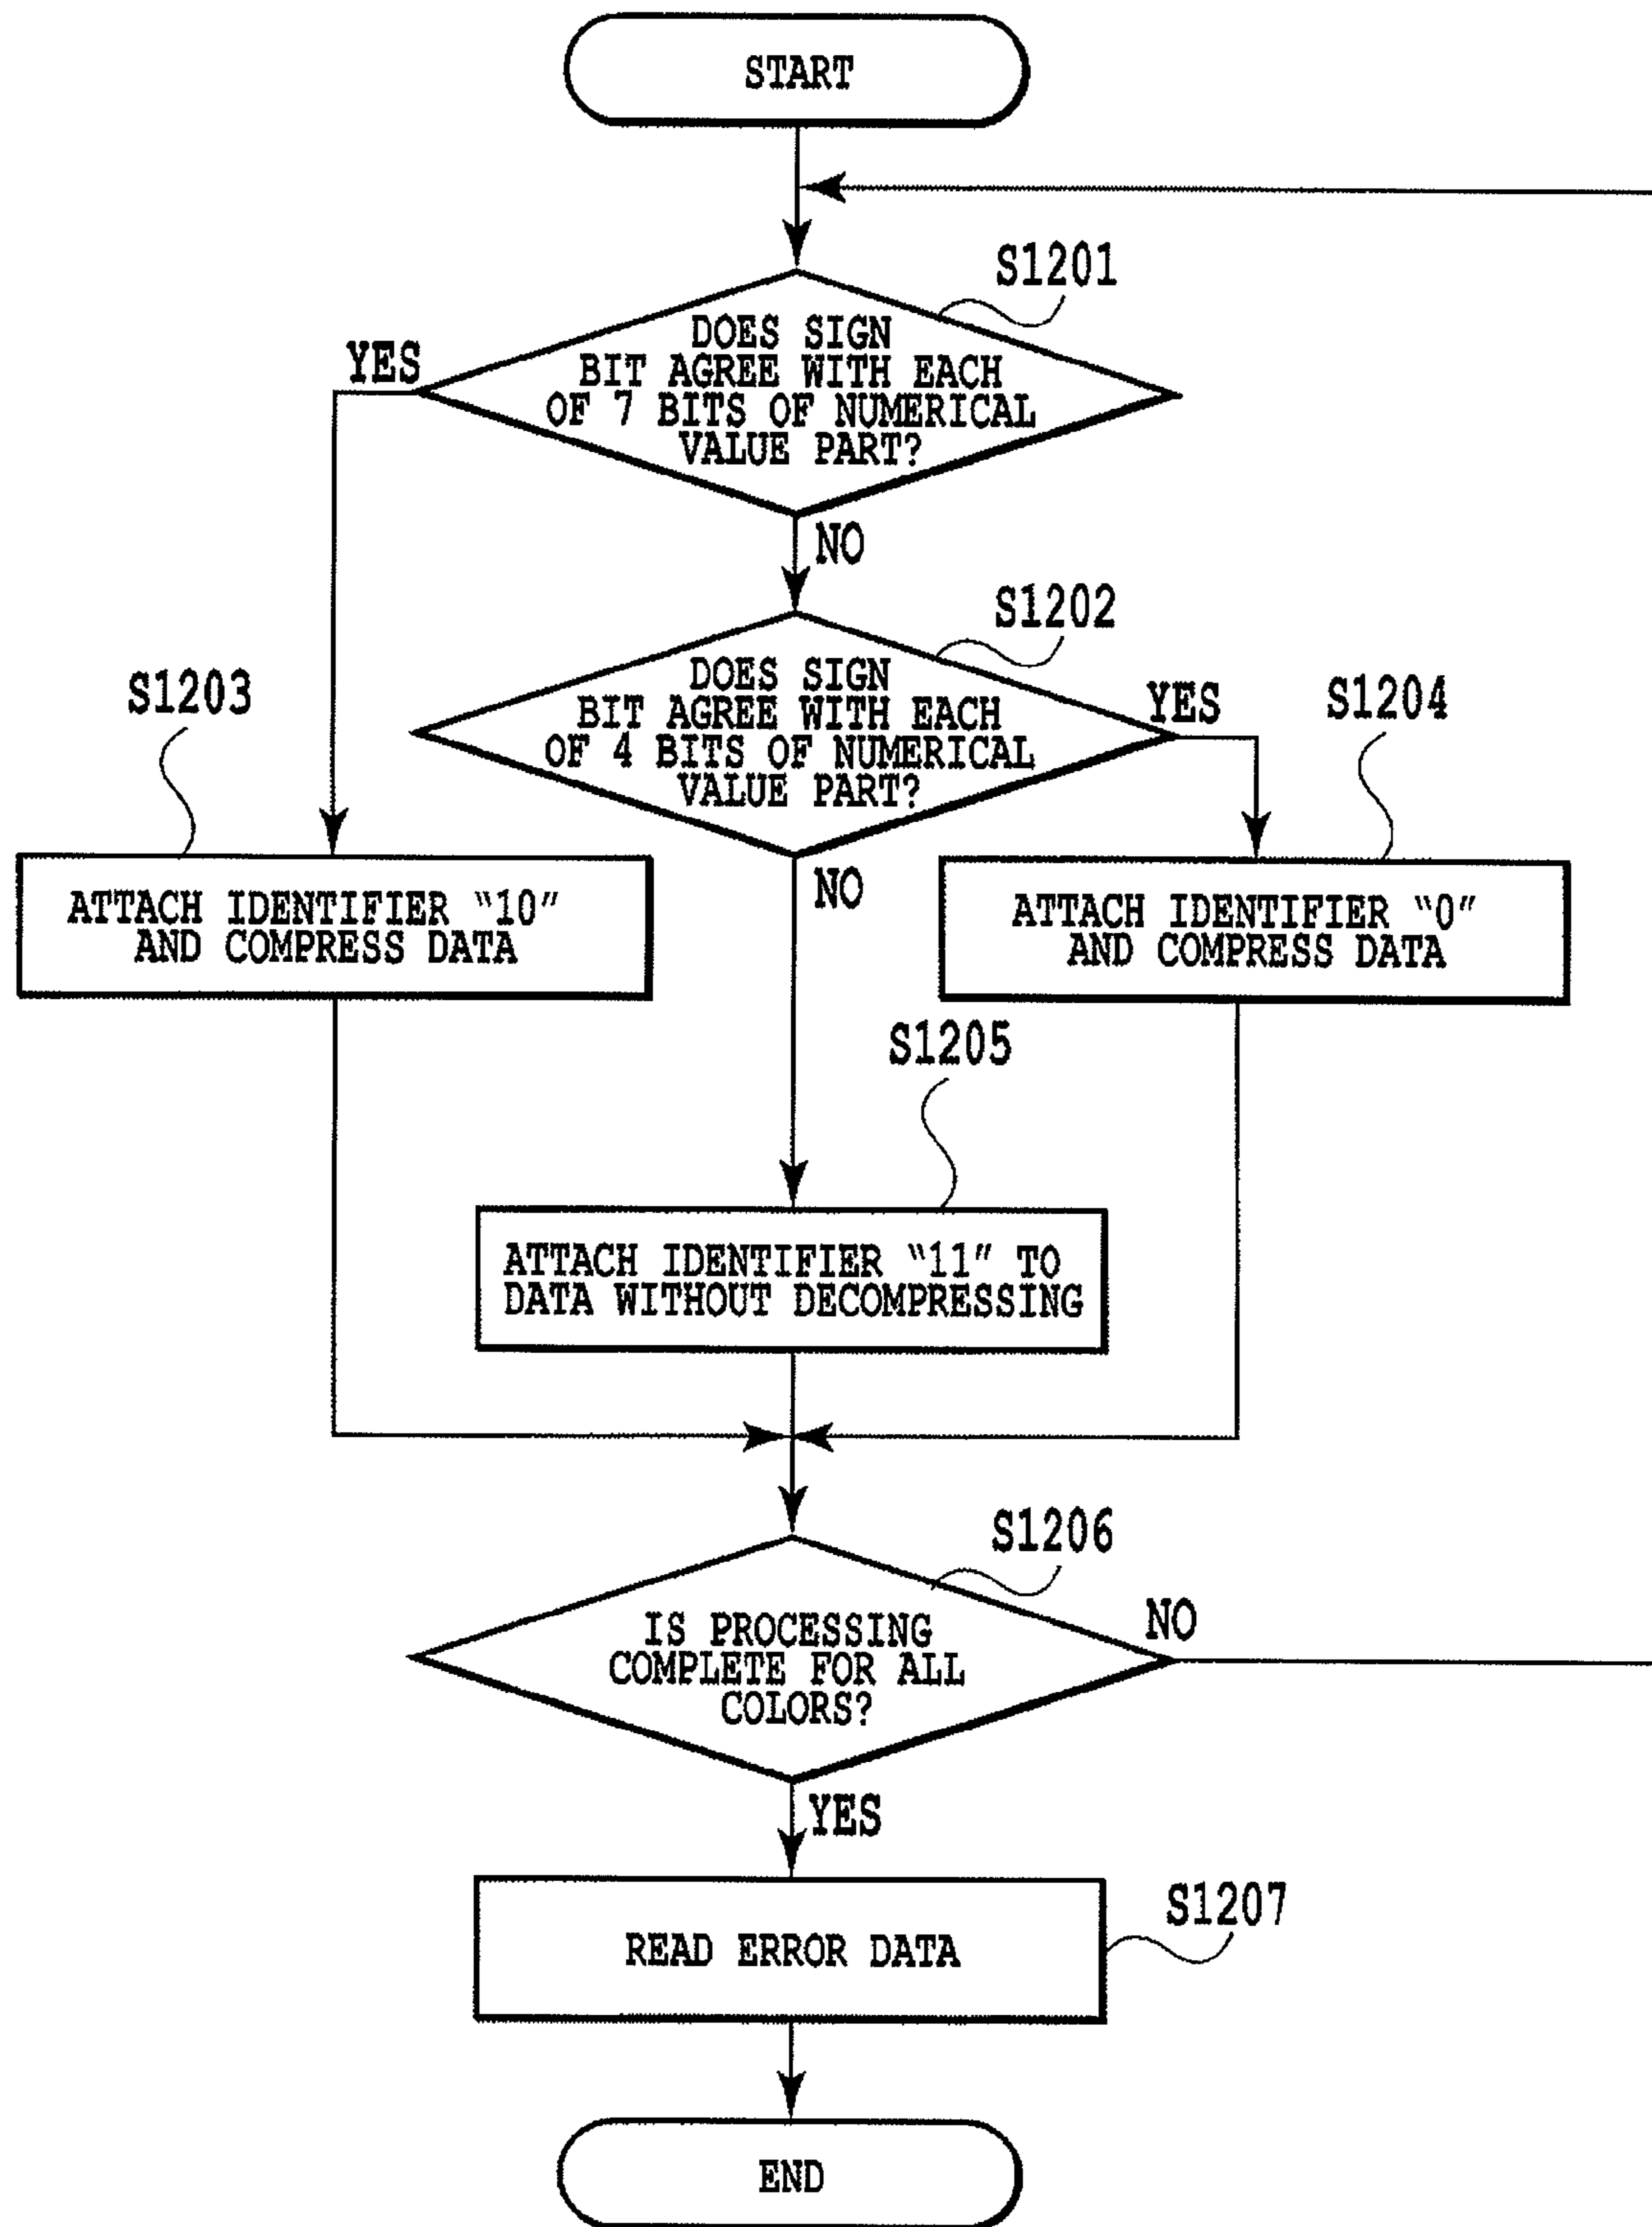 START
S1201
DOES SIGN
BIT AGREE WITH EACH
OF 7 BITS OF NUMERICAL
VALUE PART?
YES
NO
S1202
DOES SIGN
BIT AGREE WITH EACH
OF 4 BITS OF NUMERICAL
VALUE PART?
YES
NO
S1203
ATTACH IDENTIFIER “10”
AND COMPRESS DATA
S1204
ATTACH IDENTIFIER “0”
AND COMPRESS DATA
S1205
ATTACH IDENTIFIER “11” TO
DATA WITHOUT DECOMPRESSING
S1206
IS PROCESSING
COMPLETE FOR ALL
COLORS?
NO
YES
READ ERROR DATA
S1207
END